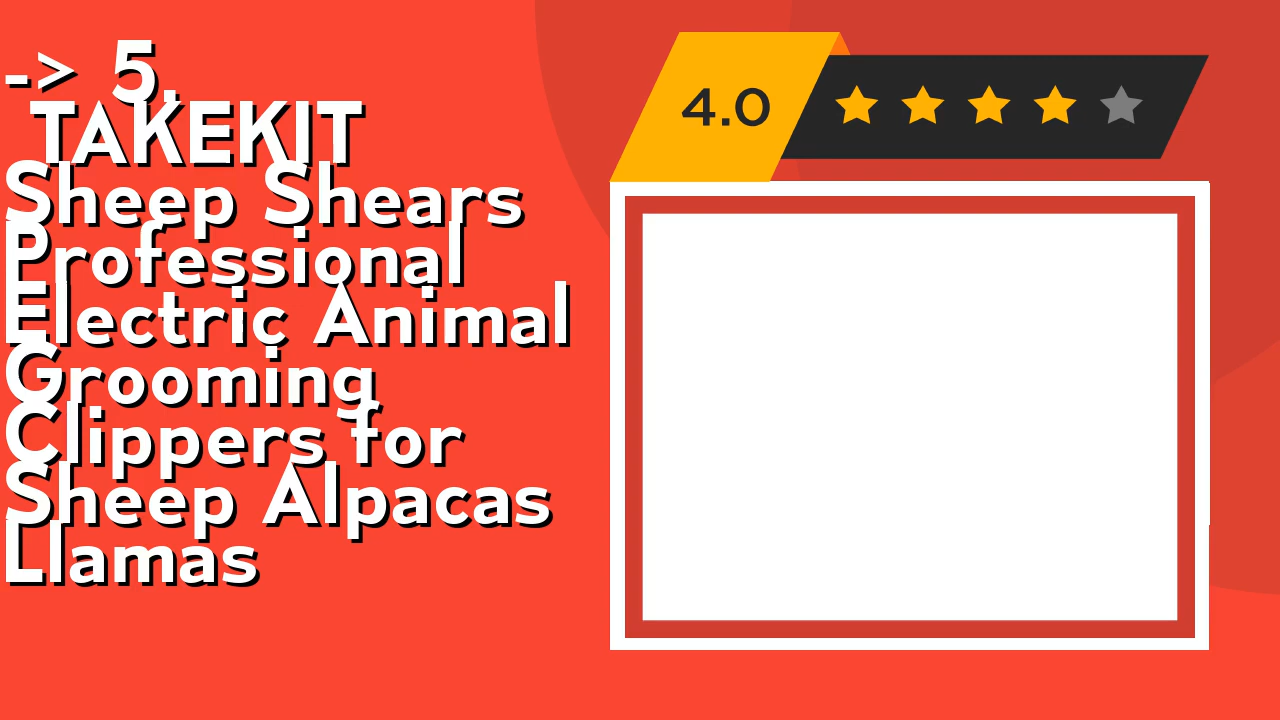 -> 5.
TAKEKIT
Sheep Shears
Professional
Electric Animal
Grooming
Clippers for
Sheep Alpacas
Llamas
4.0